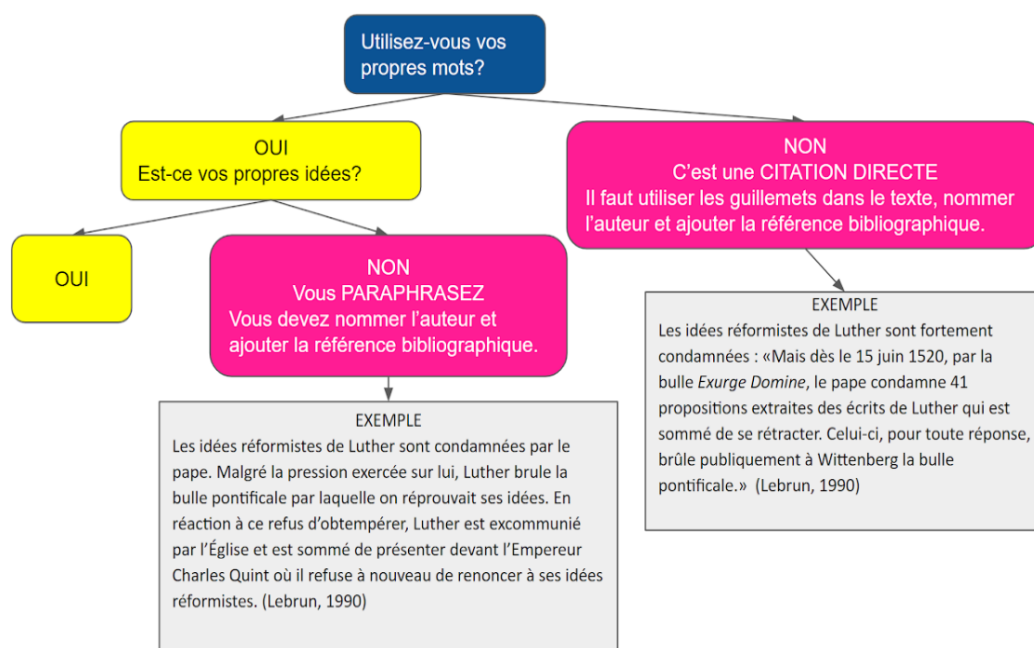 Utilisez-vous vos
propres mots?
OUI
Est-ce vos propres idées?
NON
C'est une CITATION DIRECTE
Il faut utiliser les guillemets dans le texte, nommer
l'auteur et ajouter la référence bibliographique.
OUI
NON
Vous PARAPHRASEZ
Vous devez nommer l'auteur et
ajouter la référence bibliographique.
EXEMPLE
Les idées réformistes de Luther sont fortement
condamnées : «Mais dès le 15 juin 1520, par la
bulle Exurge Domine, le pape condamne 41
propositions extraites des écrits de Luther qui est
sommé de se rétracter. Celui-ci, pour toute réponse,
brûle publiquement à Wittenberg la bulle
pontificale.» (Lebrun, 1990)
EXEMPLE
Les idées réformistes de Luther sont condamnées par le
pape. Malgré la pression exercée sur lui, Luther brule la
bulle pontificale par laquelle on réprouvait ses idées. En
réaction à ce refus d'obtempérer, Luther est excommunié
par l'Église et est sommé de présenter devant l'Empereur
Charles Quint où il refuse à nouveau de renoncer à ses idées
réformistes. (Lebrun, 1990)